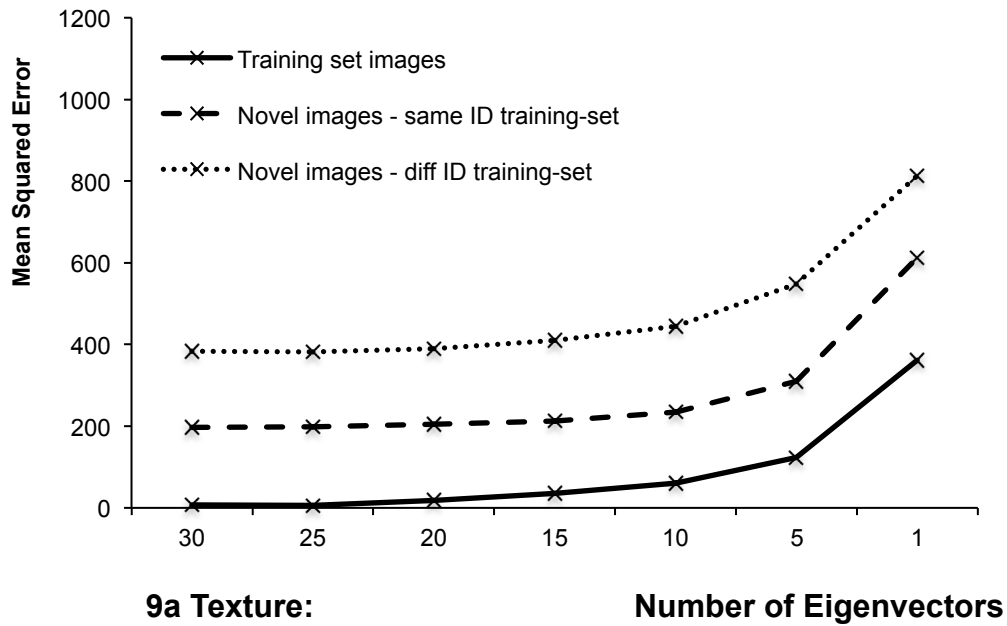 1200
1000
800
600
400
200
0
Mean Squared Error
Training set images
Novel images - same ID training-set
Novel images - diff ID training-set
30 25 20 15 10 5 1
9a Texture: Number of Eigenvectors